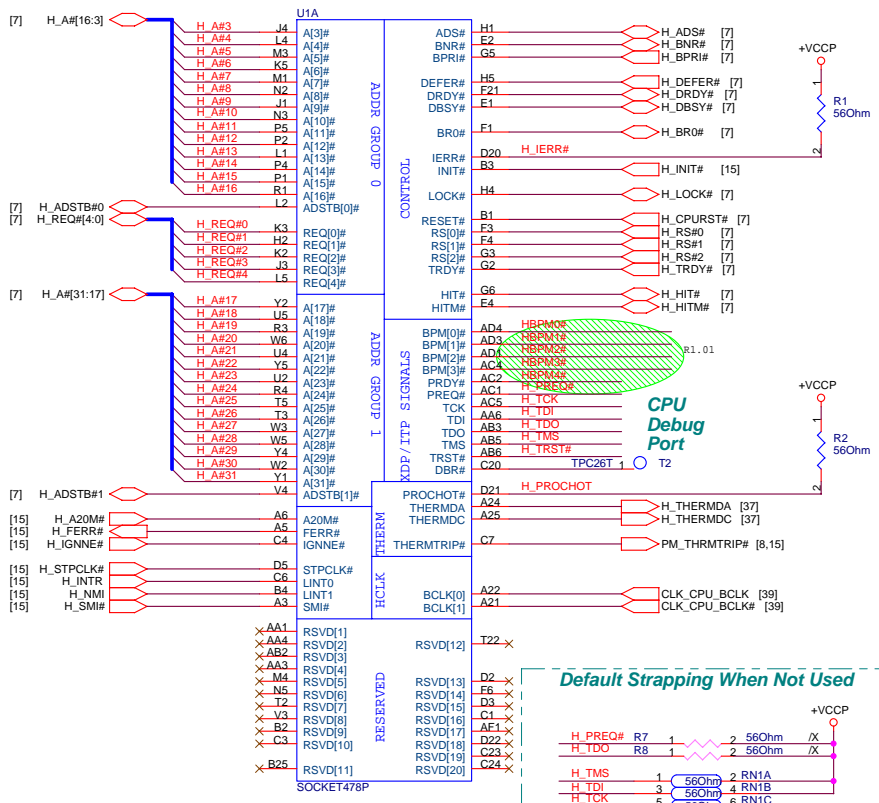 U1A
[7] H_A#[16:3]
H_A#3 J4 A[3]#
H_A#4 L4 A[4]#
H_A#5 M3 A[5]#
H_A#6 K5 A[6]#
H_A#7 M1 A[7]#
H_A#8 N2 A[8]#
H_A#9 J1 A[9]#
H_A#10 N3 A[10]#
H_A#11 P5 A[11]#
H_A#12 P2 A[12]#
H_A#13 L1 A[13]#
H_A#14 P4 A[14]#
H_A#15 P1 A[15]#
H_A#16 R1 A[16]#
[7] H_ADSTB#0 L2 ADSTB[0]#
[7] H_REQ#[4:0]
H_REQ#0 K3 REQ[0]#
H_REQ#1 H2 REQ[1]#
H_REQ#2 K2 REQ[2]#
H_REQ#3 J3 REQ[3]#
H_REQ#4 L5 REQ[4]#
ADDR GROUP 0
[7] H_A#[31:17]
H_A#17 Y2 A[17]#
H_A#18 U5 A[18]#
H_A#19 R3 A[19]#
H_A#20 W6 A[20]#
H_A#21 U4 A[21]#
H_A#22 Y5 A[22]#
H_A#23 U2 A[23]#
H_A#24 R4 A[24]#
H_A#25 T5 A[25]#
H_A#26 T3 A[26]#
H_A#27 W3 A[27]#
H_A#28 W5 A[28]#
H_A#29 Y4 A[29]#
H_A#30 W2 A[30]#
H_A#31 Y1 A[31]#
[7] H_ADSTB#1 V4 ADSTB[1]#
ADDR GROUP 1
[15] H_A20M# A6 A20M#
[15] H_FERR# A5 FERR#
[15] H_IGNNE# C4 IGNNE#
[15] H_STPCLK# D5 STPCLK#
[15] H_INTR C6 LINT0
[15] H_NMI B4 LINT1
[15] H_SMI# A3 SMI#
AA1 RSVD[1]
AA4 RSVD[2]
AB2 RSVD[3]
AA3 RSVD[4]
M4 RSVD[5]
N5 RSVD[6]
T2 RSVD[7]
V3 RSVD[8]
B2 RSVD[9]
C3 RSVD[10]
B25 RSVD[11]
SOCKET478P
CONTROL
ADS# H1 H_ADS# [7]
BNR# E2 H_BNR# [7]
BPRI# G5 H_BPRI# [7]
DEFER# H5 H_DEFER# [7]
DRDY# F21 H_DRDY# [7]
DBSY# E1 H_DBSY# [7]
BR0# F1 H_BR0# [7]
IERR# D20 H_IERR#
INIT# B3 H_INIT# [15]
LOCK# H4 H_LOCK# [7]
RESET# B1 H_CPURST# [7]
RS[0]# F3 H_RS#0 [7]
RS[1]# F4 H_RS#1 [7]
RS[2]# G3 H_RS#2 [7]
TRDY# G2 H_TRDY# [7]
HIT# G6 H_HIT# [7]
HITM# E4 H_HITM# [7]
+VCCP
1
R1
56Ohm
2
XDP/ITP SIGNALS
BPM[0]# AD4 HBPM0#
BPM[1]# AD3 HBPM1#
BPM[2]# AD1 HBPM2#
BPM[3]# AC4 HBPM3#
PRDY# AC2 HBPM4#
PREQ# AC1 H_PREQ#
TCK AC5 H_TCK
TDI AA6 H_TDI
TDO AB3 H_TDO
TMS AB5 H_TMS
TRST# AB6 H_TRST#
DBR# C20 TPC26T 1 T2
R1.01
CPU
Debug
Port
+VCCP
1
R2
56Ohm
2
THERM
PROCHOT# D21 H_PROCHOT
THERMDA A24 H_THERMDA [37]
THERMDC A25 H_THERMDC [37]
THERMTRIP# C7 PM_THRMTRIP# [8,15]
HCLK
BCLK[0] A22 CLK_CPU_BCLK [39]
BCLK[1] A21 CLK_CPU_BCLK# [39]
RESERVED
RSVD[12] T22
RSVD[13] D2
RSVD[14] F6
RSVD[15] D3
RSVD[16] C1
RSVD[17] AF1
RSVD[18] D22
RSVD[19] C23
RSVD[20] C24
Default Strapping When Not Used
+VCCP
H_PREQ# R7 1 2 56Ohm /X
H_TDO R8 1 2 56Ohm /X
H_TMS 1 56Ohm 2 RN1A
H_TDI 3 56Ohm 4 RN1B
H_TCK 5 6 RN1C